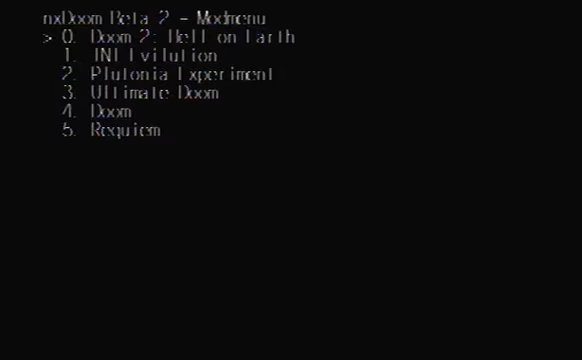 nxDoom Beta 2 - Modmenu
> 0. Doom 2: Hell on Earth
1. TNT Evilution
2. Plutonia Experiment
3. Ultimate Doom
4. Doom
5. Requiem